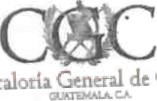 CGC
raloría General de C
GUATEMALA, C.A.